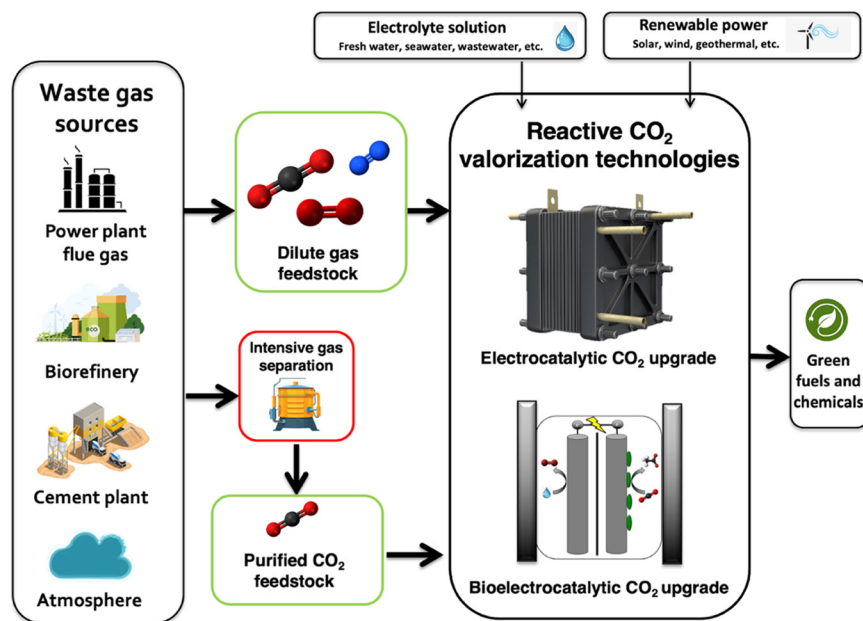 Electrolyte solution
Fresh water, seawater, wastewater, etc.
Renewable power
Solar, wind, geothermal, etc.
Waste gas
sources
Power plant
flue gas
ECO
Biorefinery
Cement plant
Atmosphere
Dilute gas
feedstock
Intensive gas
separation
Purified CO₂
feedstock
Reactive CO₂
valorization technologies
Electrocatalytic CO₂ upgrade
Bioelectrocatalytic CO₂ upgrade
Green
fuels and
chemicals